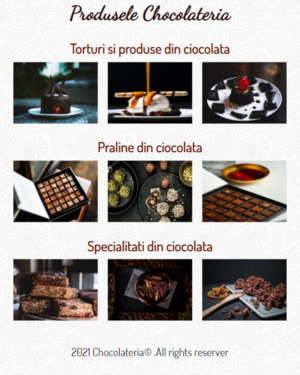 Produsele Chocolateria
Torturi si produse din ciocolata
Praline din ciocolata
Specialitati din ciocolata
2021 Chocolateria© .All rights reserver